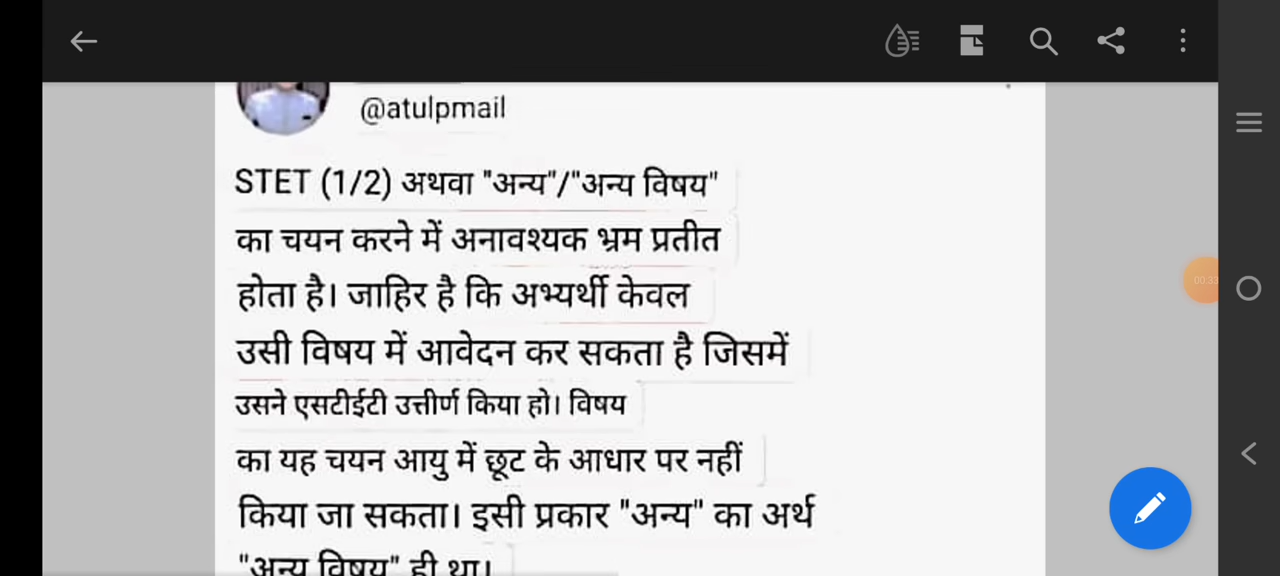 @atulpmail
STET (1/2) अथवा "अन्य"/"अन्य विषय"
का चयन करने में अनावश्यक भ्रम प्रतीत
होता है। जाहिर है कि अभ्यर्थी केवल
उसी विषय में आवेदन कर सकता है जिसमें
उसने एसटीईटी उत्तीर्ण किया हो। विषय
का यह चयन आयु में छूट के आधार पर नहीं
किया जा सकता। इसी प्रकार "अन्य" का अर्थ
"अन्य विषय" ही था।
00:33